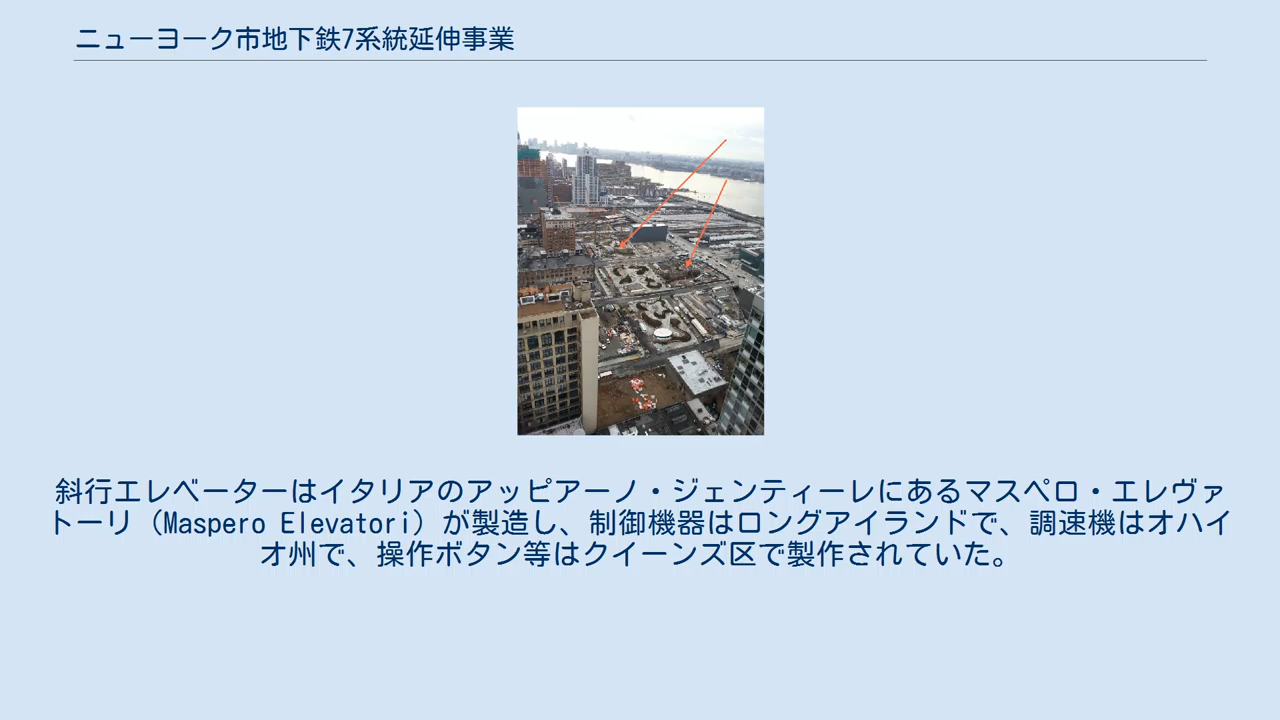 ニューヨーク市地下鉄7系統延伸事業
斜行エレベーターはイタリアのアッピアーノ・ジェンティーレにあるマスペロ・エレヴァ
トーリ（Maspero Elevatori）が製造し、制御機器はロングアイランドで、調速機はオハイ
オ州で、操作ボタン等はクイーンズ区で製作されていた。